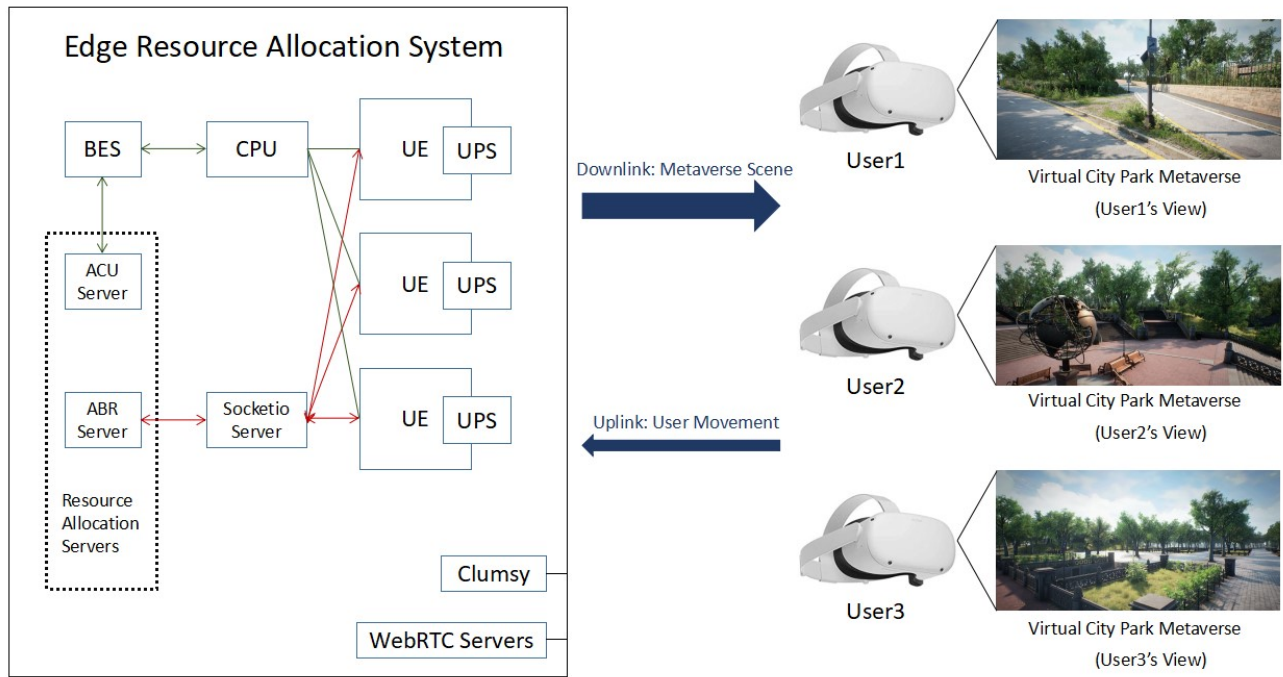 Edge Resource Allocation System
BES
CPU
UE
UPS
UE
UPS
UE
UPS
ACU
Server
ABR
Server
Socketio
Server
Resource
Allocation
Servers
Clumsy
WebRTC Servers
Downlink: Metaverse Scene
Uplink: User Movement
User1
Virtual City Park Metaverse
(User1's View)
User2
Virtual City Park Metaverse
(User2's View)
User3
Virtual City Park Metaverse
(User3's View)